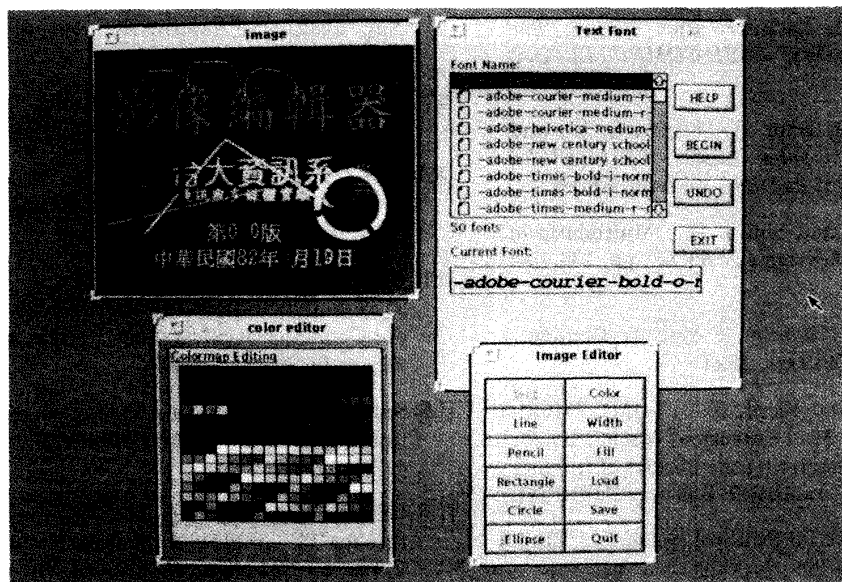 image
影像編輯器
大資訊系
第0 0版
中華民國82年 月19日
Text Font
Font Name:
-adobe-courier-medium-r-
-adobe-courier-medium-r-
-adobe-helvetica-medium-
-adobe-new century school
-adobe-new century school
-adobe-times-bold-i-norm
-adobe-times-bold-i-norm
-adobe-times-medium-r-n
50 fonts
Current Font:
-adobe-courier-bold-o-r
HELP
BEGIN
UNDO
EXIT
color editor
Colormap Editing
Image Editor
Text Color
Line Width
Pencil Fill
Rectangle Load
Circle Save
Ellipse Quit